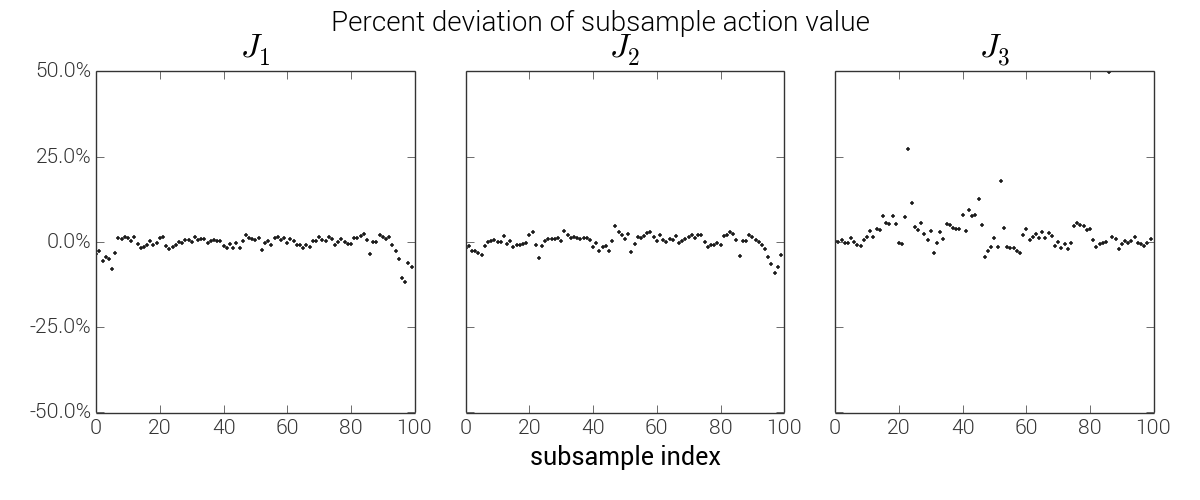 Percent deviation of subsample action value
J1 J2 J3
50.0%
25.0%
0.0%
-25.0%
-50.0%
0 20 40 60 80 100 0 20 40 60 80 100 0 20 40 60 80 100
subsample index